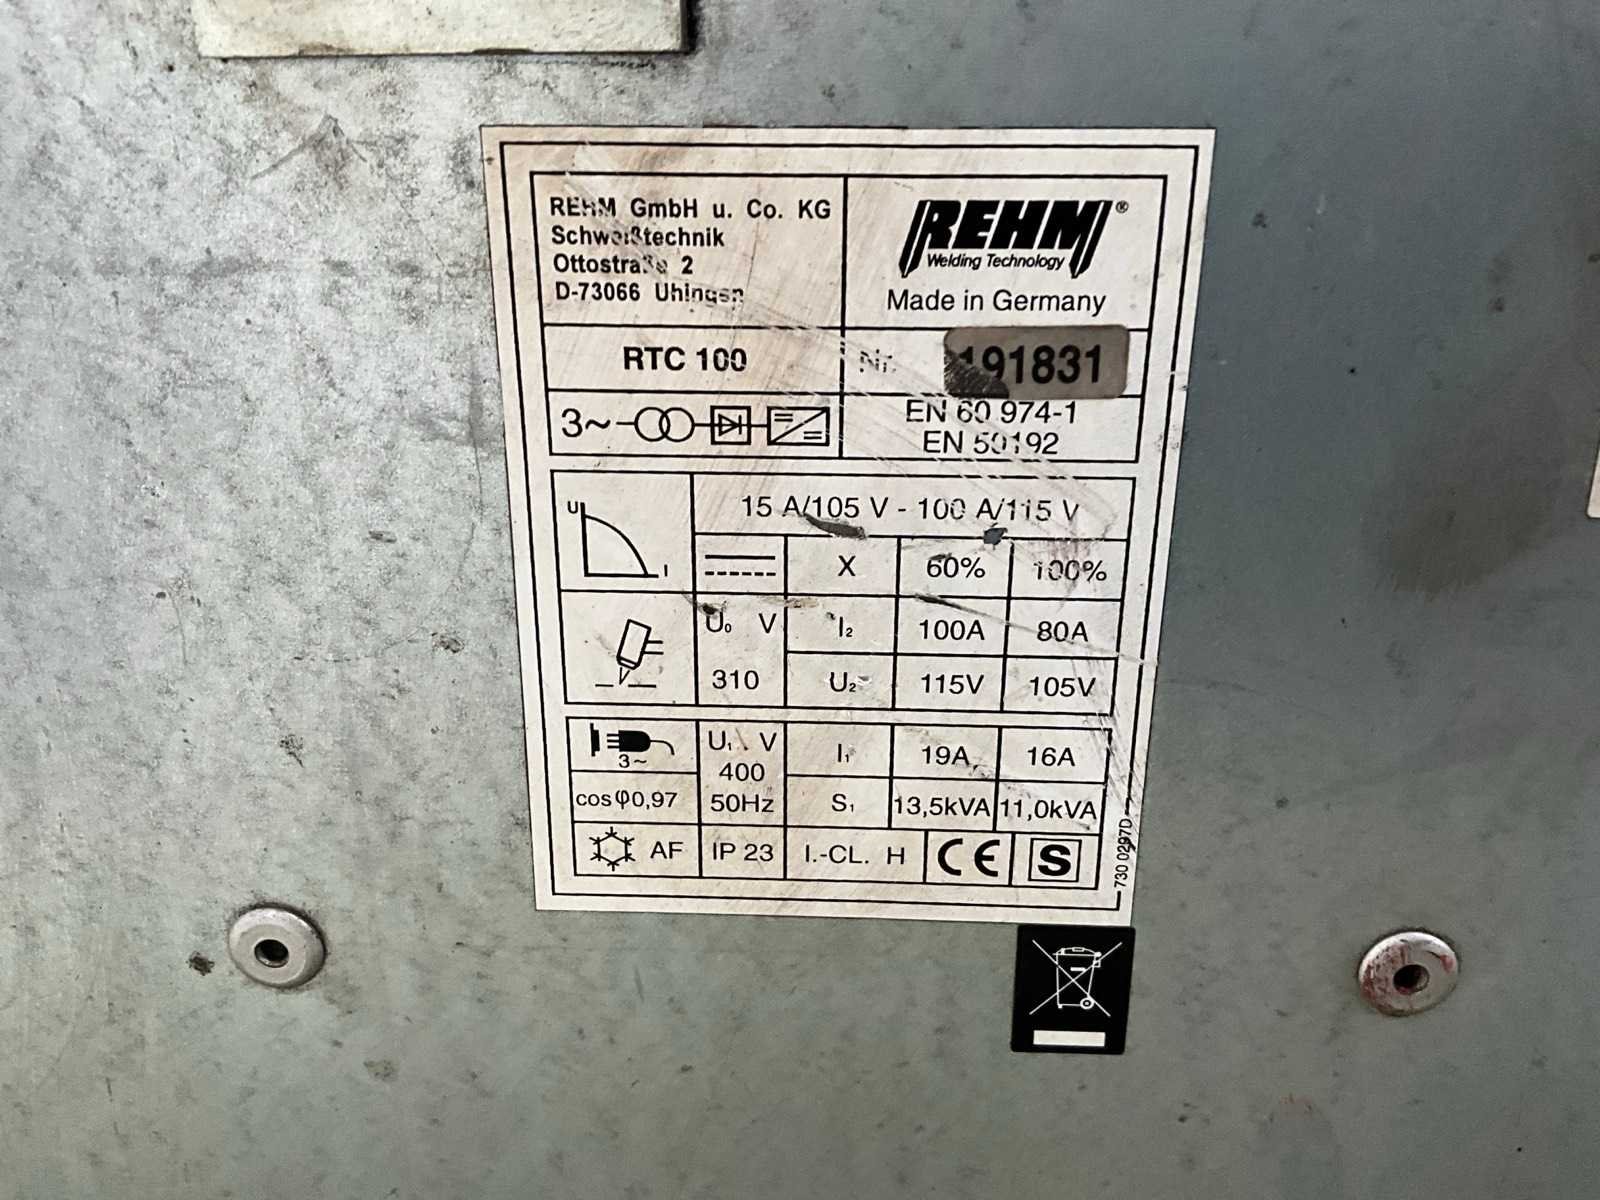 REHM GmbH u. Co. KG
Schweißtechnik
Ottostraße 2
D-73066 Uhingen
REHM®
Welding Technology
Made in Germany
RTC 100
Nr. 191831
3~
EN 60 974-1
EN 50192
U
I
15 A/105 V - 100 A/115 V
X 60% 100%
U₀ V
310
I₂ 100A 80A
U₂ 115V 105V
3~
U₁ V
400
50Hz
I₁ 19A 16A
cosφ0,97
S₁ 13,5kVA 11,0kVA
AF IP 23 I.-CL. H CE S
730 0297D